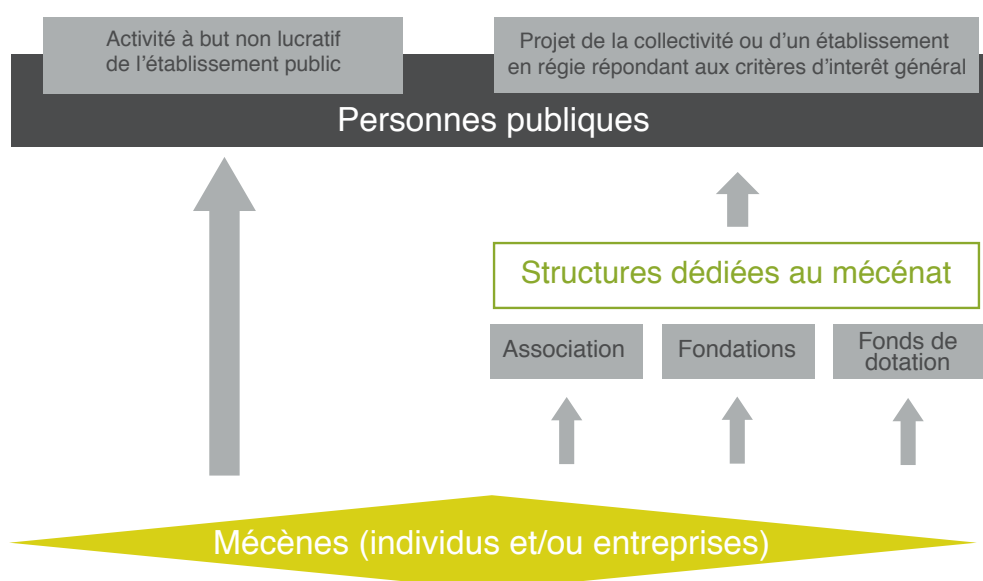 Activité à but non lucratif
de l'établissement public
Projet de la collectivité ou d'un établissement
en régie répondant aux critères d'interêt général
Personnes publiques
Structures dédiées au mécénat
Association
Fondations
Fonds de
dotation
Mécènes (individus et/ou entreprises)